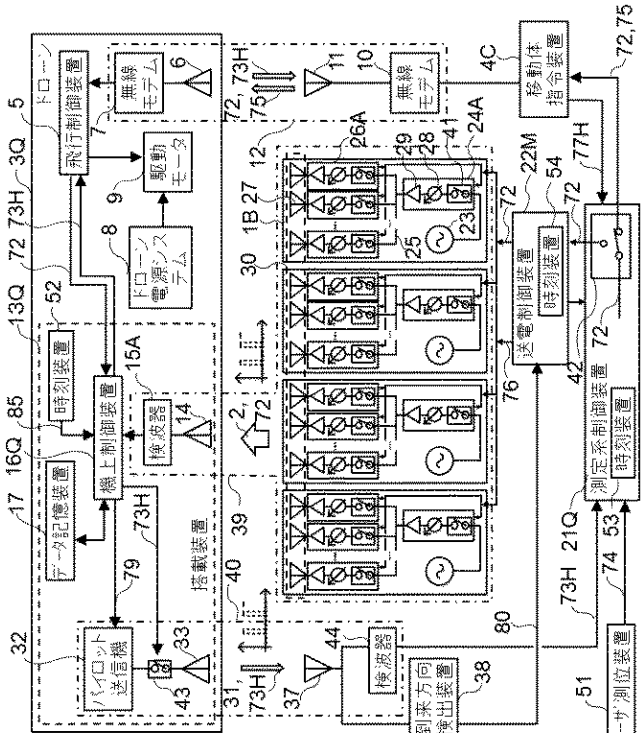 32
17
16Q
85
13Q
52
72
73H
3Q
5
ドローン
データ記憶装置
時刻装置
飛行制御装置
機上制御装置
79
73H
パイロット
送信機
搭載装置
15A
検波器
14
8
ドローン
電源システム
9
駆動
モータ
7
無線
モデム
6
43
33
31,
73H
40
39
2,
72
30
1B
27
26A
12
72, 73H
75
11
無線
モデム
10
37
44
検波器
29
28
41
24A
25
23
4C
移動体
指令装置
到来方向
検出装置
38
80
76
72
送電制御装置
時刻装置
22M
54
77H
72
73H
21Q
測定系制御装置
53
時刻装置
42
72
72, 75
51
ーザ測位装置
74